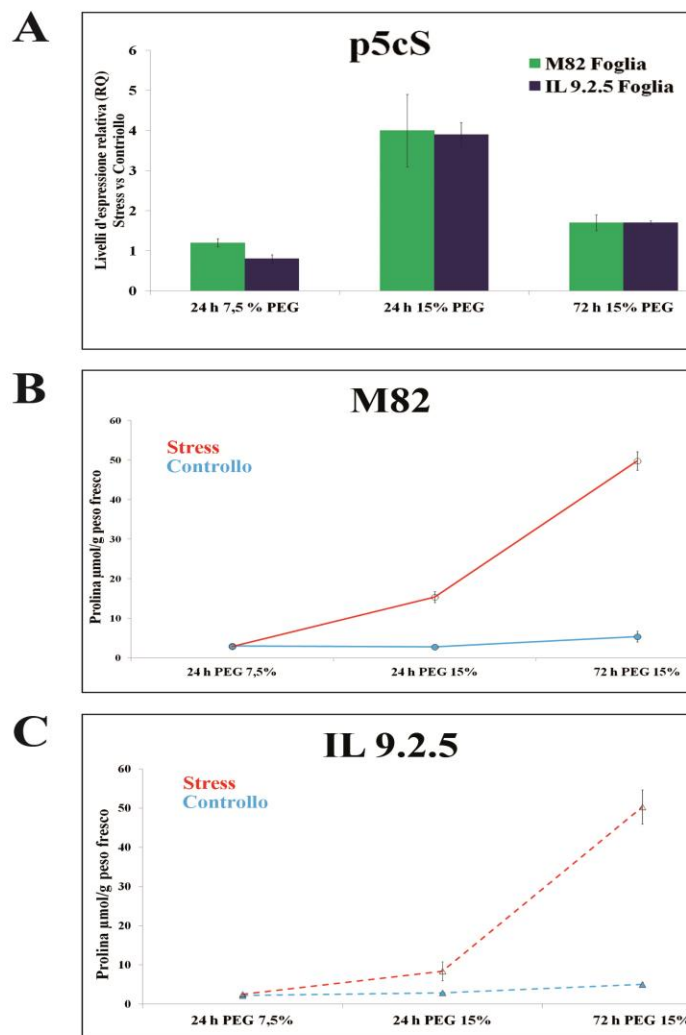 A
p5cS
Livelli d'espressione relativa (RQ)
Stress vs Contriollo
6
5
4
3
2
1
0
M82 Foglia
IL 9.2.5 Foglia
24 h 7,5 % PEG
24 h 15% PEG
72 h 15% PEG
B
M82
Stress
Controllo
Prolina µmol/g peso fresco
60
50
40
30
20
10
0
24 h PEG 7,5%
24 h PEG 15%
72 h PEG 15%
C
IL 9.2.5
Stress
Controllo
Prolina µmol/g peso fresco
60
50
40
30
20
10
0
24 h PEG 7,5%
24 h PEG 15%
72 h PEG 15%